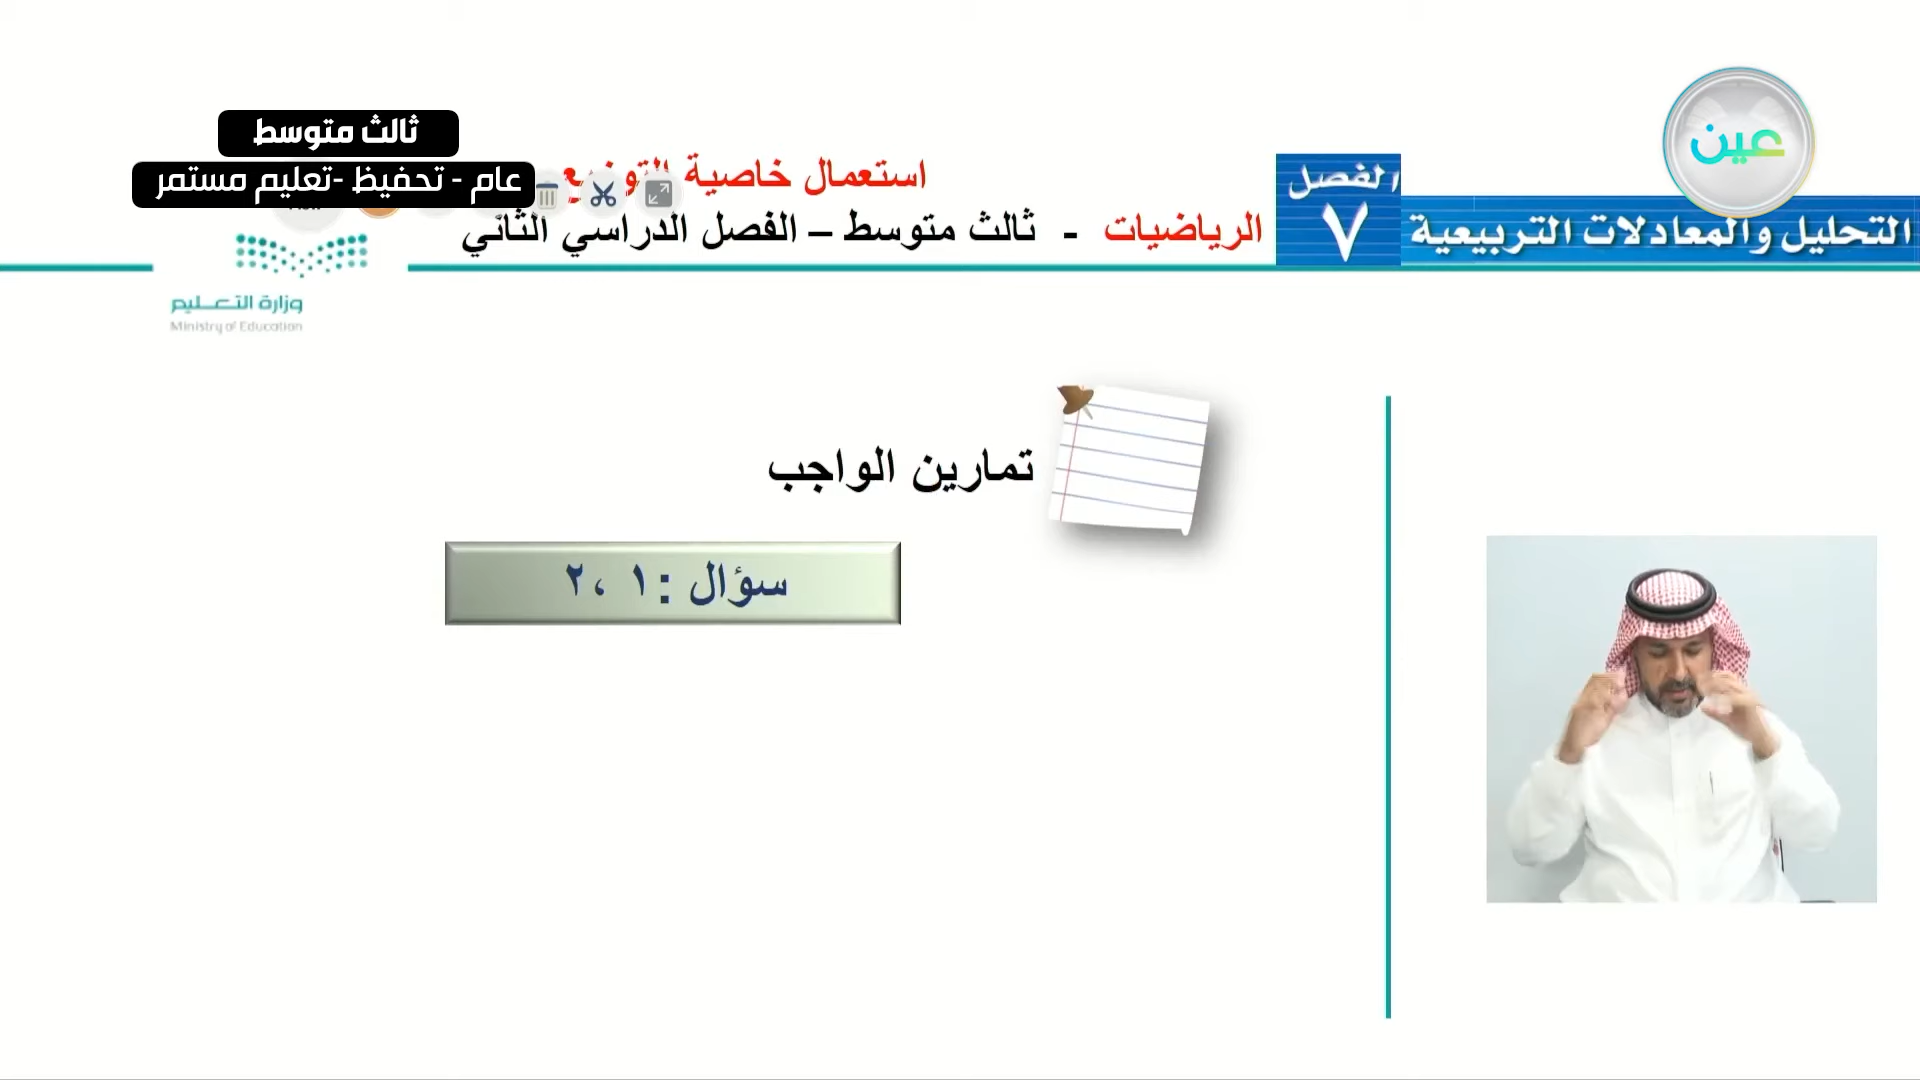 عين
ثالث متوسط
عام - تحفيظ -تعليم مستمر
استعمال خاصية
الفصل
٧
التحليل والمعادلات التربيعية
الرياضيات - ثالث متوسط – الفصل الدراسي الثاني
وزارة التعليم
Ministry of Education
تمارين الواجب
سؤال : ١ ، ٢